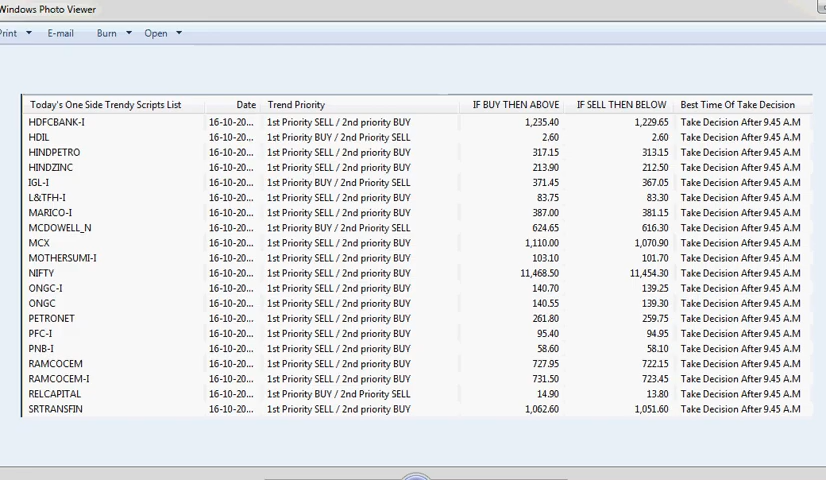 Windows Photo Viewer
Print E-mail Burn Open
Today's One Side Trendy Scripts List Date Trend Priority IF BUY THEN ABOVE IF SELL THEN BELOW Best Time Of Take Decision
HDFCBANK-I 16-10-20... 1st Priority SELL / 2nd priority BUY 1,235.40 1,229.65 Take Decision After 9.45 A.M
HDIL 16-10-20... 1st Priority BUY / 2nd Priority SELL 2.60 2.60 Take Decision After 9.45 A.M
HINDPETRO 16-10-20... 1st Priority SELL / 2nd priority BUY 317.15 313.15 Take Decision After 9.45 A.M
HINDZINC 16-10-20... 1st Priority SELL / 2nd priority BUY 213.90 212.50 Take Decision After 9.45 A.M
IGL-I 16-10-20... 1st Priority BUY / 2nd Priority SELL 371.45 367.05 Take Decision After 9.45 A.M
L&TFH-I 16-10-20... 1st Priority SELL / 2nd priority BUY 83.75 83.30 Take Decision After 9.45 A.M
MARICO-I 16-10-20... 1st Priority SELL / 2nd priority BUY 387.00 381.15 Take Decision After 9.45 A.M
MCDOWELL_N 16-10-20... 1st Priority BUY / 2nd Priority SELL 624.65 616.30 Take Decision After 9.45 A.M
MCX 16-10-20... 1st Priority SELL / 2nd priority BUY 1,110.00 1,070.90 Take Decision After 9.45 A.M
MOTHERSUMI-I 16-10-20... 1st Priority SELL / 2nd priority BUY 103.10 101.70 Take Decision After 9.45 A.M
NIFTY 16-10-20... 1st Priority SELL / 2nd priority BUY 11,468.50 11,454.30 Take Decision After 9.45 A.M
ONGC-I 16-10-20... 1st Priority SELL / 2nd priority BUY 140.70 139.25 Take Decision After 9.45 A.M
ONGC 16-10-20... 1st Priority SELL / 2nd priority BUY 140.55 139.30 Take Decision After 9.45 A.M
PETRONET 16-10-20... 1st Priority SELL / 2nd priority BUY 261.80 259.75 Take Decision After 9.45 A.M
PFC-I 16-10-20... 1st Priority SELL / 2nd priority BUY 95.40 94.95 Take Decision After 9.45 A.M
PNB-I 16-10-20... 1st Priority SELL / 2nd priority BUY 58.60 58.10 Take Decision After 9.45 A.M
RAMCOCEM 16-10-20... 1st Priority SELL / 2nd priority BUY 727.95 722.15 Take Decision After 9.45 A.M
RAMCOCEM-I 16-10-20... 1st Priority SELL / 2nd priority BUY 731.50 723.45 Take Decision After 9.45 A.M
RELCAPITAL 16-10-20... 1st Priority BUY / 2nd Priority SELL 14.90 13.80 Take Decision After 9.45 A.M
SRTRANSFIN 16-10-20... 1st Priority SELL / 2nd priority BUY 1,062.60 1,051.60 Take Decision After 9.45 A.M